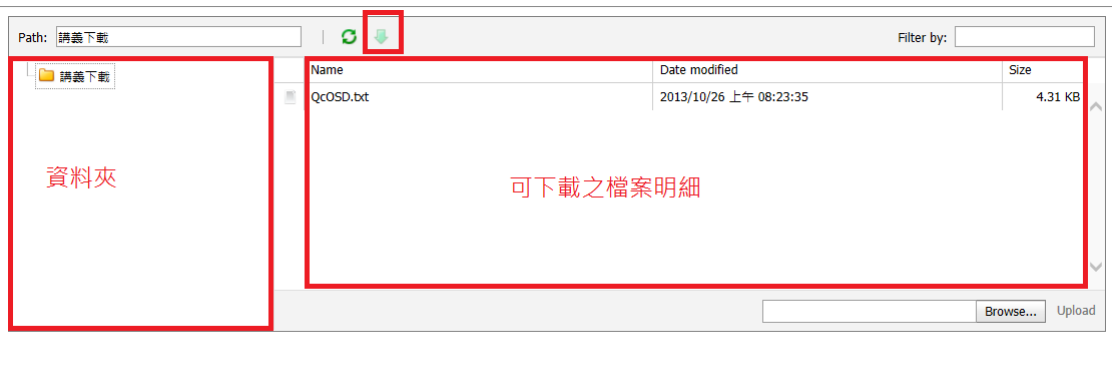 Path: 講義下載 Filter by:
講義下載 Name Date modified Size
QcOSD.txt 2013/10/26 上午 08:23:35 4.31 KB
資料夾 可下載之檔案明細
Browse... Upload